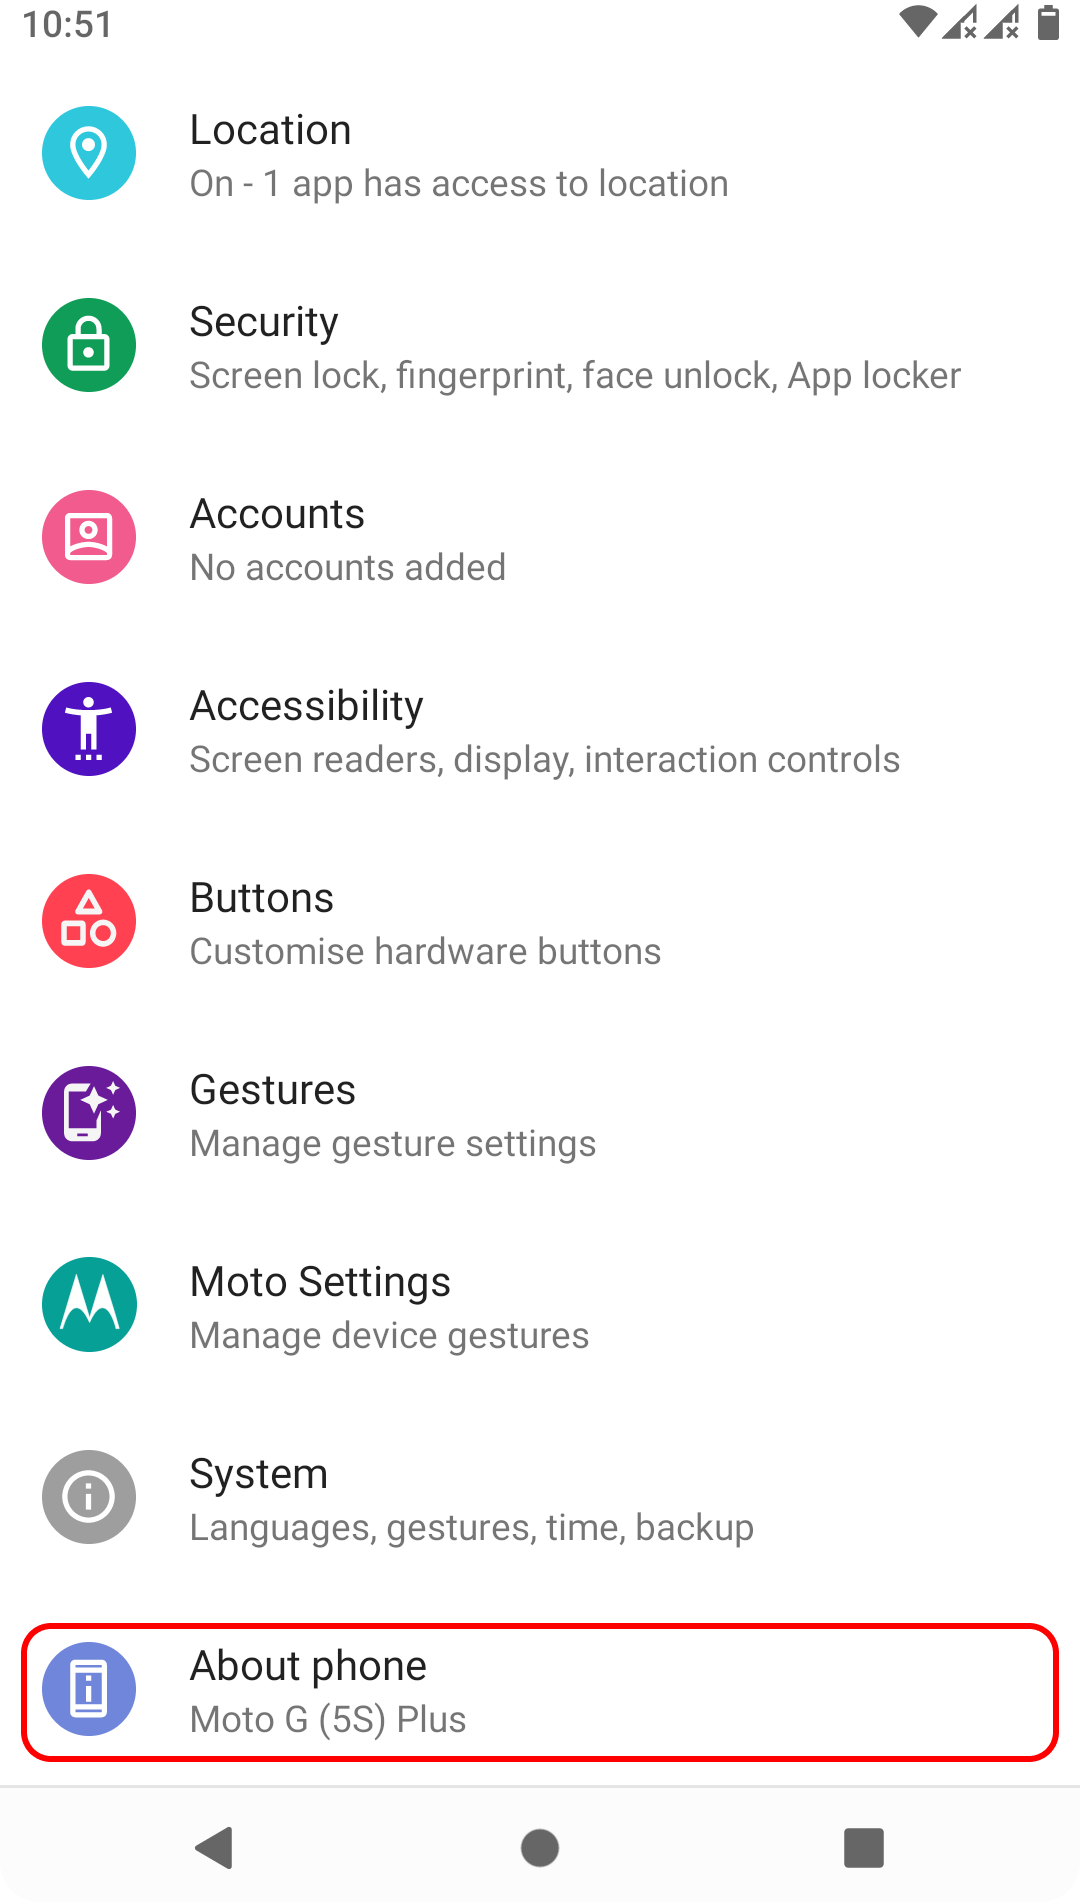 10:51
Location
On - 1 app has access to location
Security
Screen lock, fingerprint, face unlock, App locker
Accounts
No accounts added
Accessibility
Screen readers, display, interaction controls
Buttons
Customise hardware buttons
Gestures
Manage gesture settings
Moto Settings
Manage device gestures
System
Languages, gestures, time, backup
About phone
Moto G (5S) Plus